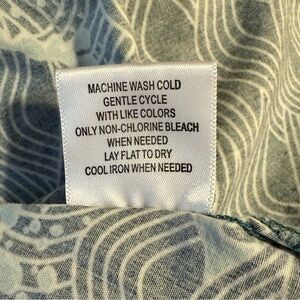 MACHINE WASH COLD
GENTLE CYCLE
WITH LIKE COLORS
ONLY NON-CHLORINE BLEACH
WHEN NEEDED
LAY FLAT TO DRY
COOL IRON WHEN NEEDED